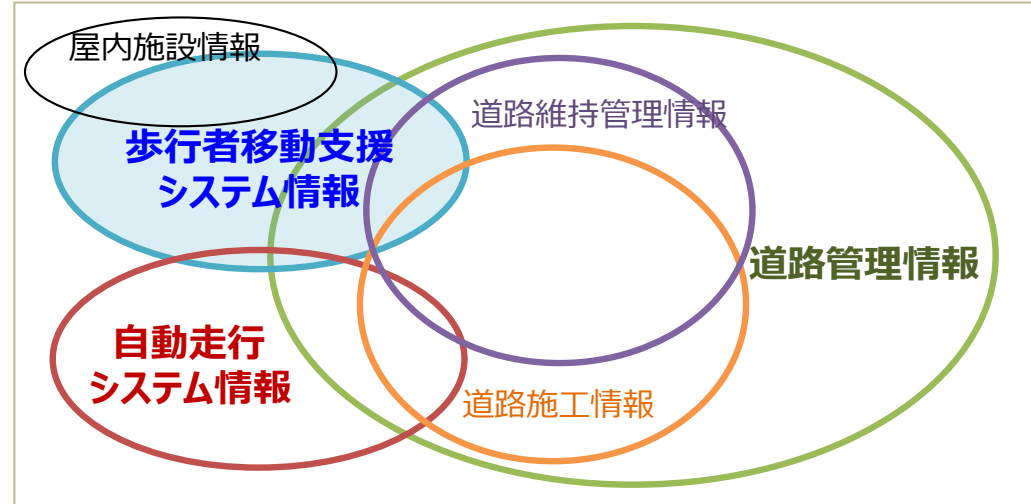 屋内施設情報
道路維持管理情報
歩行者移動支援
システム情報
道路管理情報
自動走行
システム情報
道路施工情報